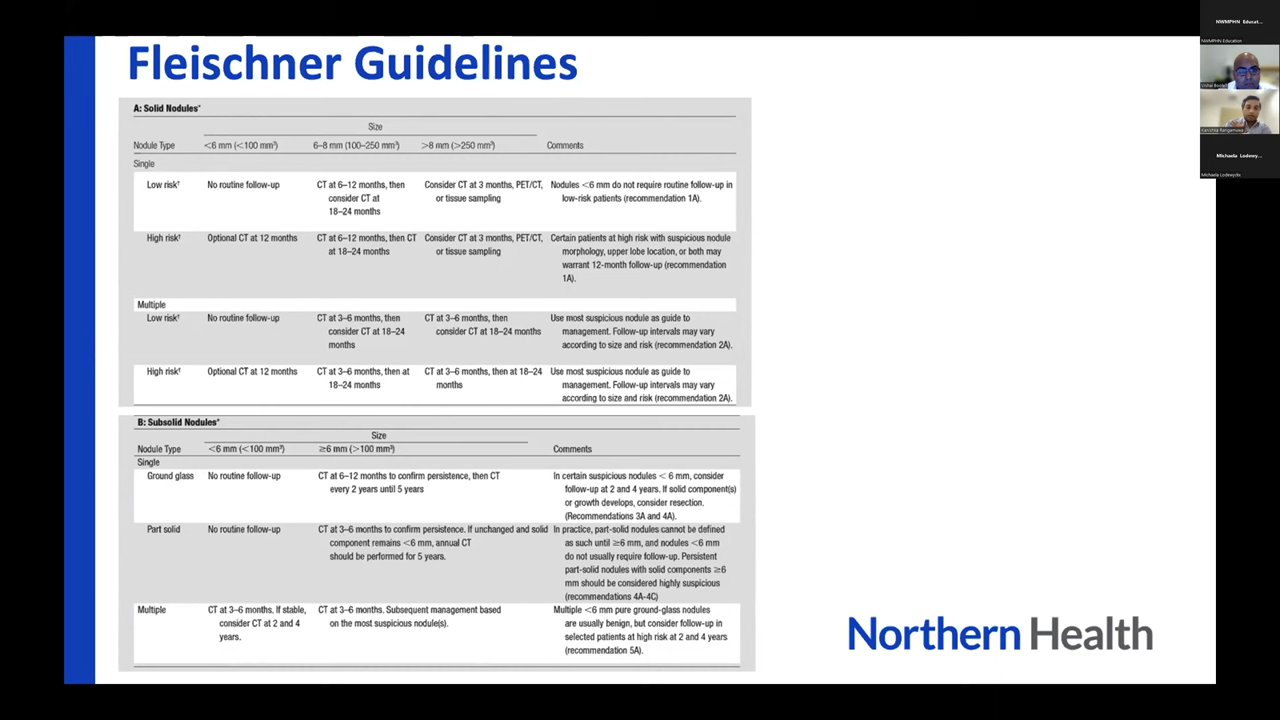 Fleischner Guidelines
A: Solid Nodules*
Size
Nodule Type <6 mm (<100 mm³) 6–8 mm (100–250 mm³) >8 mm (>250 mm³) Comments
Single
Low risk† No routine follow-up CT at 6–12 months, then Consider CT at 3 months, PET/CT, Nodules <6 mm do not require routine follow-up in
consider CT at or tissue sampling low-risk patients (recommendation 1A).
18–24 months
High risk† Optional CT at 12 months CT at 6–12 months, then CT Consider CT at 3 months, PET/CT, Certain patients at high risk with suspicious nodule
at 18–24 months or tissue sampling morphology, upper lobe location, or both may
warrant 12-month follow-up (recommendation
1A).
Multiple
Low risk† No routine follow-up CT at 3–6 months, then CT at 3–6 months, then Use most suspicious nodule as guide to
consider CT at 18–24 consider CT at 18–24 months management. Follow-up intervals may vary
months according to size and risk (recommendation 2A).
High risk† Optional CT at 12 months CT at 3–6 months, then at CT at 3–6 months, then at 18–24 Use most suspicious nodule as guide to
18–24 months months management. Follow-up intervals may vary
according to size and risk (recommendation 2A).
B: Subsolid Nodules*
Size
Nodule Type <6 mm (<100 mm³) ≥6 mm (>100 mm³) Comments
Single
Ground glass No routine follow-up CT at 6–12 months to confirm persistence, then CT In certain suspicious nodules < 6 mm, consider
every 2 years until 5 years follow-up at 2 and 4 years. If solid component(s)
or growth develops, consider resection.
(Recommendations 3A and 4A).
Part solid No routine follow-up CT at 3–6 months to confirm persistence. If unchanged and solid In practice, part-solid nodules cannot be defined
component remains <6 mm, annual CT as such until ≥6 mm, and nodules <6 mm
should be performed for 5 years. do not usually require follow-up. Persistent
part-solid nodules with solid components ≥6
mm should be considered highly suspicious
(recommendations 4A-4C)
Multiple CT at 3–6 months. If stable, CT at 3–6 months. Subsequent management based Multiple <6 mm pure ground-glass nodules
consider CT at 2 and 4 on the most suspicious nodule(s). are usually benign, but consider follow-up in
years. selected patients at high risk at 2 and 4 years
(recommendation 5A).
Northern Health
NWMPHN Educat...
NWMPHN Education
Michaela Lodewy...
Michaela Lodewyckx